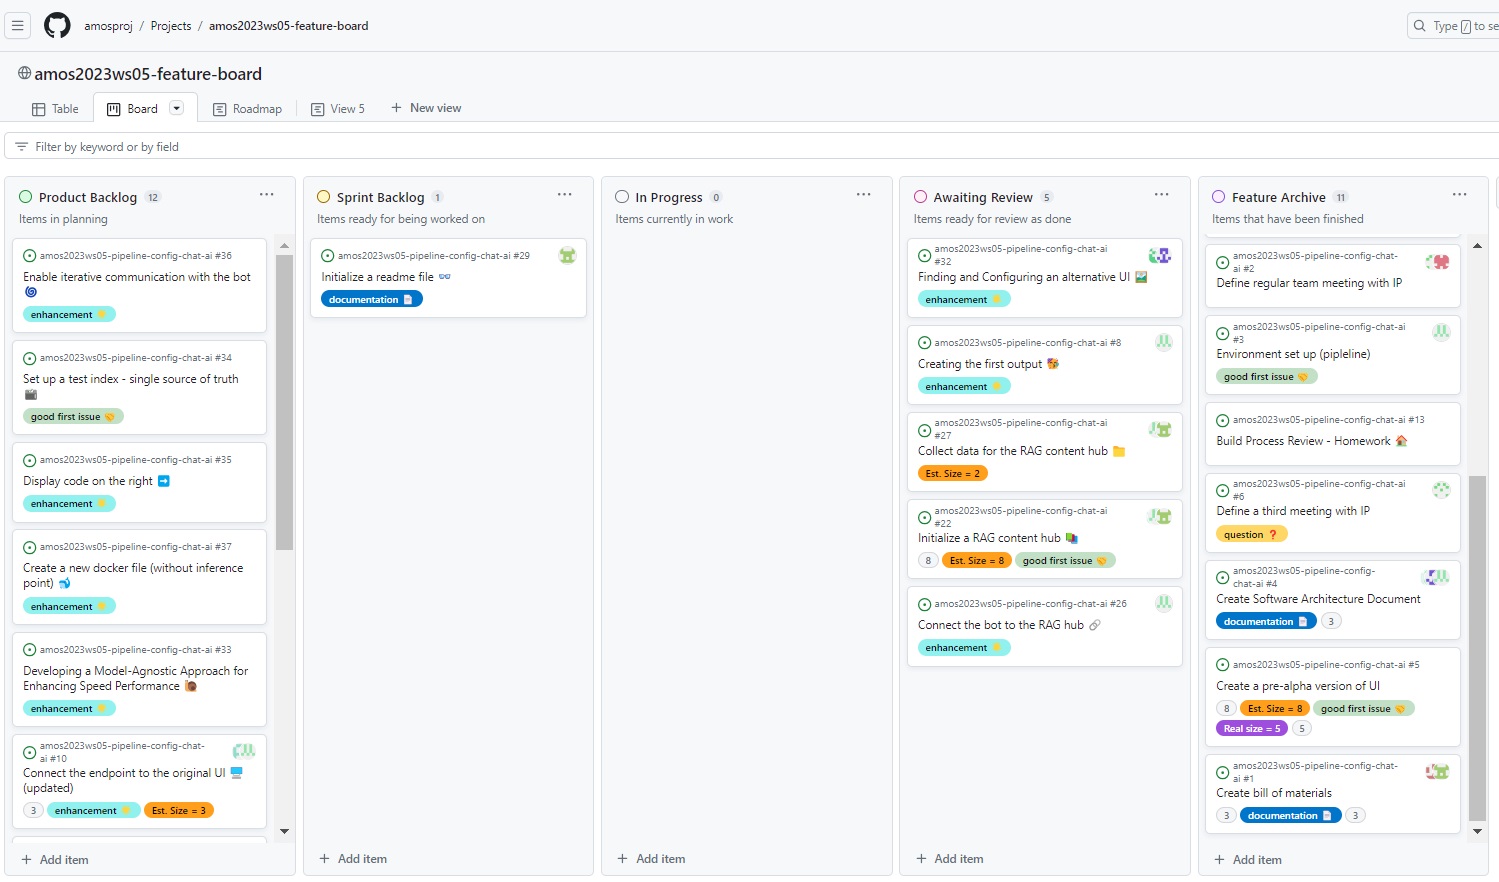 amosproj / Projects / amos2023ws05-feature-board
Type / to se
amos2023ws05-feature-board
Table
Board
Roadmap
View 5
New view
Filter by keyword or by field
Product Backlog 12
Items in planning
amos2023ws05-pipeline-config-chat-ai #36
Enable iterative communication with the bot
enhancement
amos2023ws05-pipeline-config-chat-ai #34
Set up a test index - single source of truth
good first issue
amos2023ws05-pipeline-config-chat-ai #35
Display code on the right
enhancement
amos2023ws05-pipeline-config-chat-ai #37
Create a new docker file (without inference
point)
enhancement
amos2023ws05-pipeline-config-chat-ai #33
Developing a Model-Agnostic Approach for
Enhancing Speed Performance
enhancement
amos2023ws05-pipeline-config-chat-
ai #10
Connect the endpoint to the original UI
(updated)
3 enhancement Est. Size = 3
+ Add item
Sprint Backlog 1
Items ready for being worked on
amos2023ws05-pipeline-config-chat-ai #29
Initialize a readme file
documentation
+ Add item
In Progress 0
Items currently in work
+ Add item
Awaiting Review 5
Items ready for review as done
amos2023ws05-pipeline-config-chat-ai
#32
Finding and Configuring an alternative UI
enhancement
amos2023ws05-pipeline-config-chat-ai #8
Creating the first output
enhancement
amos2023ws05-pipeline-config-chat-ai
#27
Collect data for the RAG content hub
Est. Size = 2
amos2023ws05-pipeline-config-chat-ai
#22
Initialize a RAG content hub
8 Est. Size = 8 good first issue
amos2023ws05-pipeline-config-chat-ai #26
Connect the bot to the RAG hub
enhancement
+ Add item
Feature Archive 11
Items that have been finished
amos2023ws05-pipeline-config-chat-
ai #2
Define regular team meeting with IP
amos2023ws05-pipeline-config-chat-ai
#3
Environment set up (pipleline)
good first issue
amos2023ws05-pipeline-config-chat-ai #13
Build Process Review - Homework
amos2023ws05-pipeline-config-chat-ai
#6
Define a third meeting with IP
question
amos2023ws05-pipeline-config-
chat-ai #4
Create Software Architecture Document
documentation 3
amos2023ws05-pipeline-config-chat-ai #5
Create a pre-alpha version of UI
8 Est. Size = 8 good first issue
Real size = 5 5
amos2023ws05-pipeline-config-chat-
ai #1
Create bill of materials
3 documentation 3
+ Add item